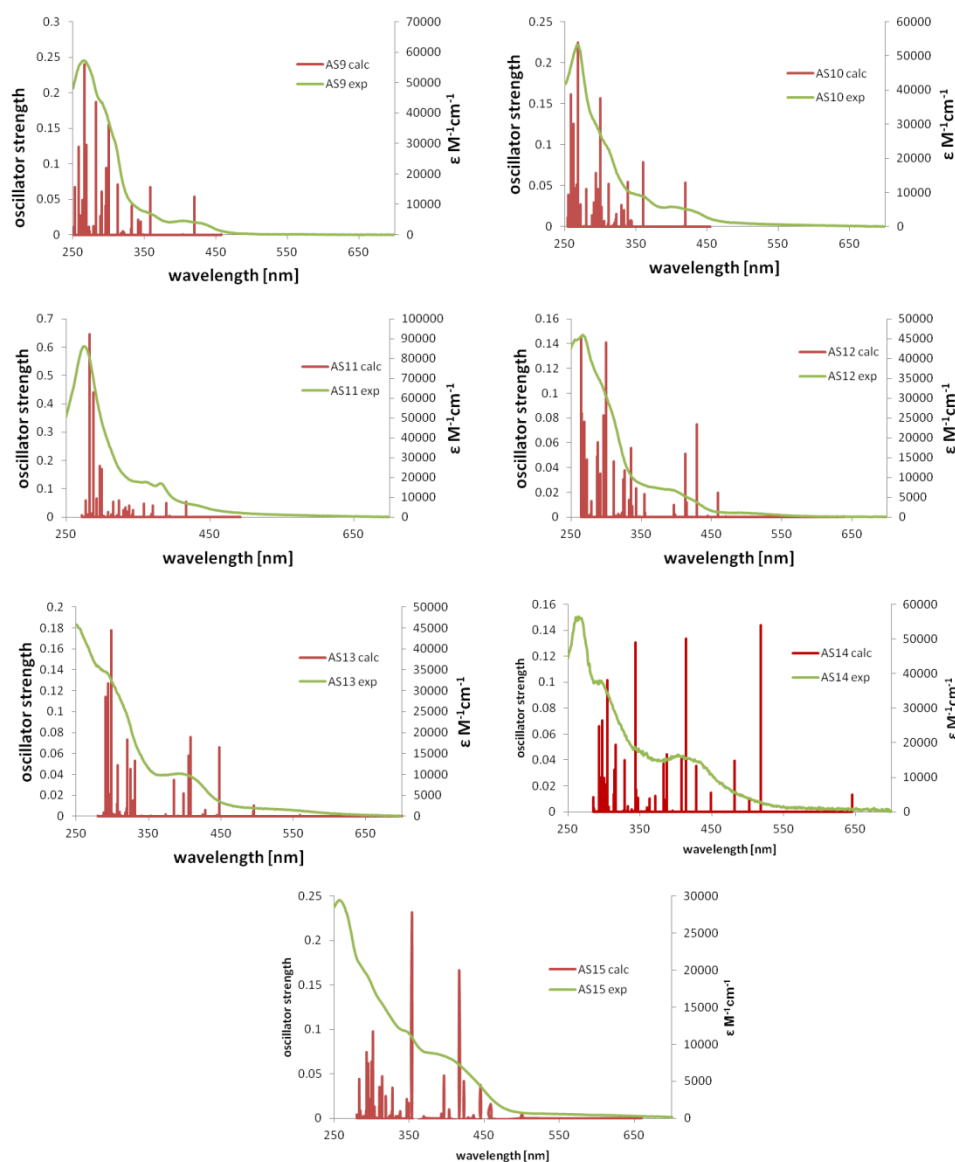 0.3 70000
0.25 60000
0.2 50000
0.15 40000
0.1 30000
0.05 20000
0 10000
0
250 350 450 550 650
oscillator strength
ε M-1cm-1
AS9 calc
AS9 exp
wavelength [nm]
0.25 60000
0.2 50000
0.15 40000
0.1 30000
0.05 20000
0 10000
0
250 350 450 550 650
oscillator strength
ε M-1cm-1
AS10 calc
AS10 exp
wavelength [nm]
0.7 100000
0.6 90000
0.5 80000
0.4 70000
0.3 60000
0.2 50000
0.1 40000
0 30000
20000
10000
0
250 350 450 550 650
oscillator strength
ε M-1cm-1
AS11 calc
AS11 exp
wavelength [nm]
0.16 50000
0.14 45000
0.12 40000
0.1 35000
0.08 30000
0.06 25000
0.04 20000
0.02 15000
0 10000
5000
0
250 350 450 550 650
oscillator strength
ε M-1cm-1
AS12 calc
AS12 exp
wavelength [nm]
0.2 50000
0.18 45000
0.16 40000
0.14 35000
0.12 30000
0.1 25000
0.08 20000
0.06 15000
0.04 10000
0.02 5000
0 0
250 350 450 550 650
oscillator strength
ε M-1cm-1
AS13 calc
AS13 exp
wavelength [nm]
0.16 60000
0.14 50000
0.12 40000
0.1 30000
0.08 20000
0.06 10000
0.04 0
0.02
0
250 350 450 550 650
oscillator strength
ε M-1cm-1
AS14 calc
AS14 exp
wavelength [nm]
0.25 30000
0.2 25000
0.15 20000
0.1 15000
0.05 10000
0 5000
0
250 350 450 550 650
oscillator strength
ε M-1cm-1
AS15 calc
AS15 exp
wavelength [nm]